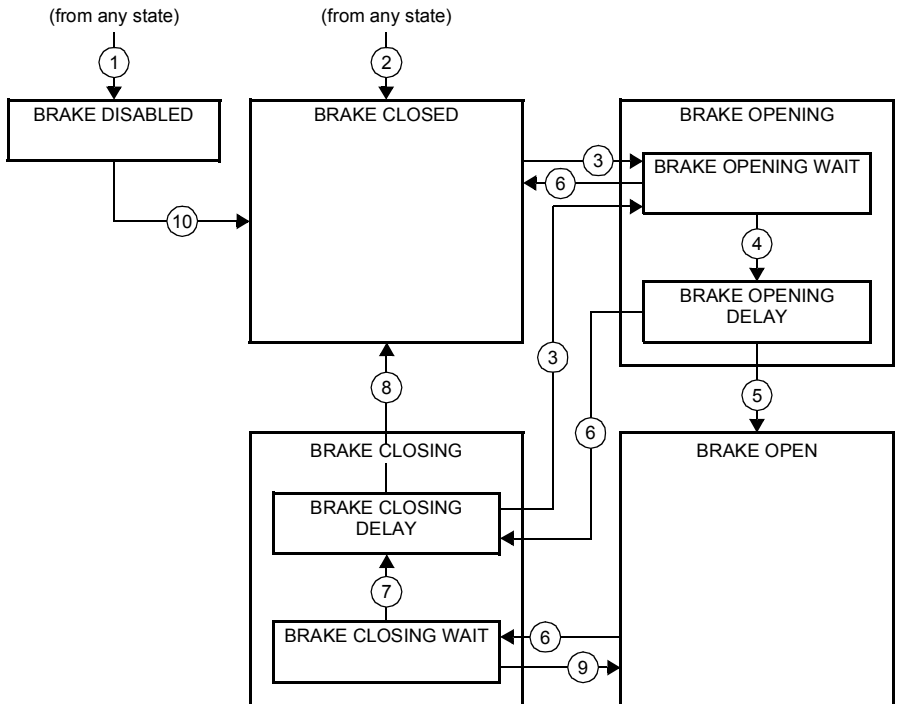 (from any state)
(from any state)
1
2
BRAKE DISABLED
BRAKE CLOSED
BRAKE OPENING
3
BRAKE OPENING WAIT
6
10
4
BRAKE OPENING
DELAY
3
8
5
6
BRAKE CLOSING
BRAKE OPEN
BRAKE CLOSING
DELAY
7
BRAKE CLOSING WAIT
6
9